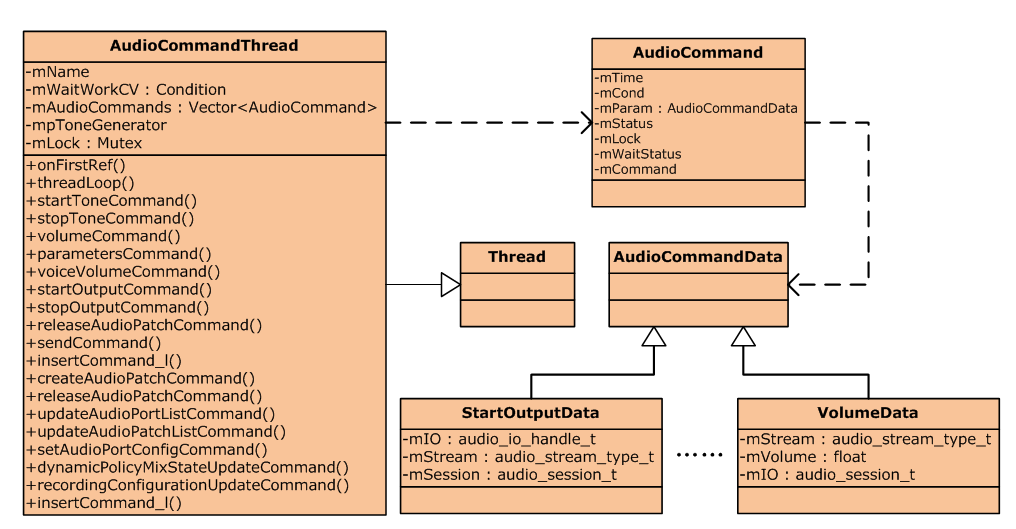 AudioCommandThread
-mName
-mWaitWorkCV : Condition
-mAudioCommands : Vector<AudioCommand>
-mpToneGenerator
-mLock : Mutex
+onFirstRef()
+threadLoop()
+startToneCommand()
+stopToneCommand()
+volumeCommand()
+parametersCommand()
+voiceVolumeCommand()
+startOutputCommand()
+stopOutputCommand()
+releaseAudioPatchCommand()
+sendCommand()
+insertCommand_l()
+createAudioPatchCommand()
+releaseAudioPatchCommand()
+updateAudioPortListCommand()
+updateAudioPatchListCommand()
+setAudioPortConfigCommand()
+dynamicPolicyMixStateUpdateCommand()
+recordingConfigurationUpdateCommand()
+insertCommand_l()
AudioCommand
-mTime
-mCond
-mParam : AudioCommandData
-mStatus
-mLock
-mWaitStatus
-mCommand
Thread
AudioCommandData
StartOutputData
-mIO : audio_io_handle_t
-mStream : audio_stream_type_t
-mSession : audio_session_t
......
VolumeData
-mStream : audio_stream_type_t
-mVolume : float
-mIO : audio_session_t